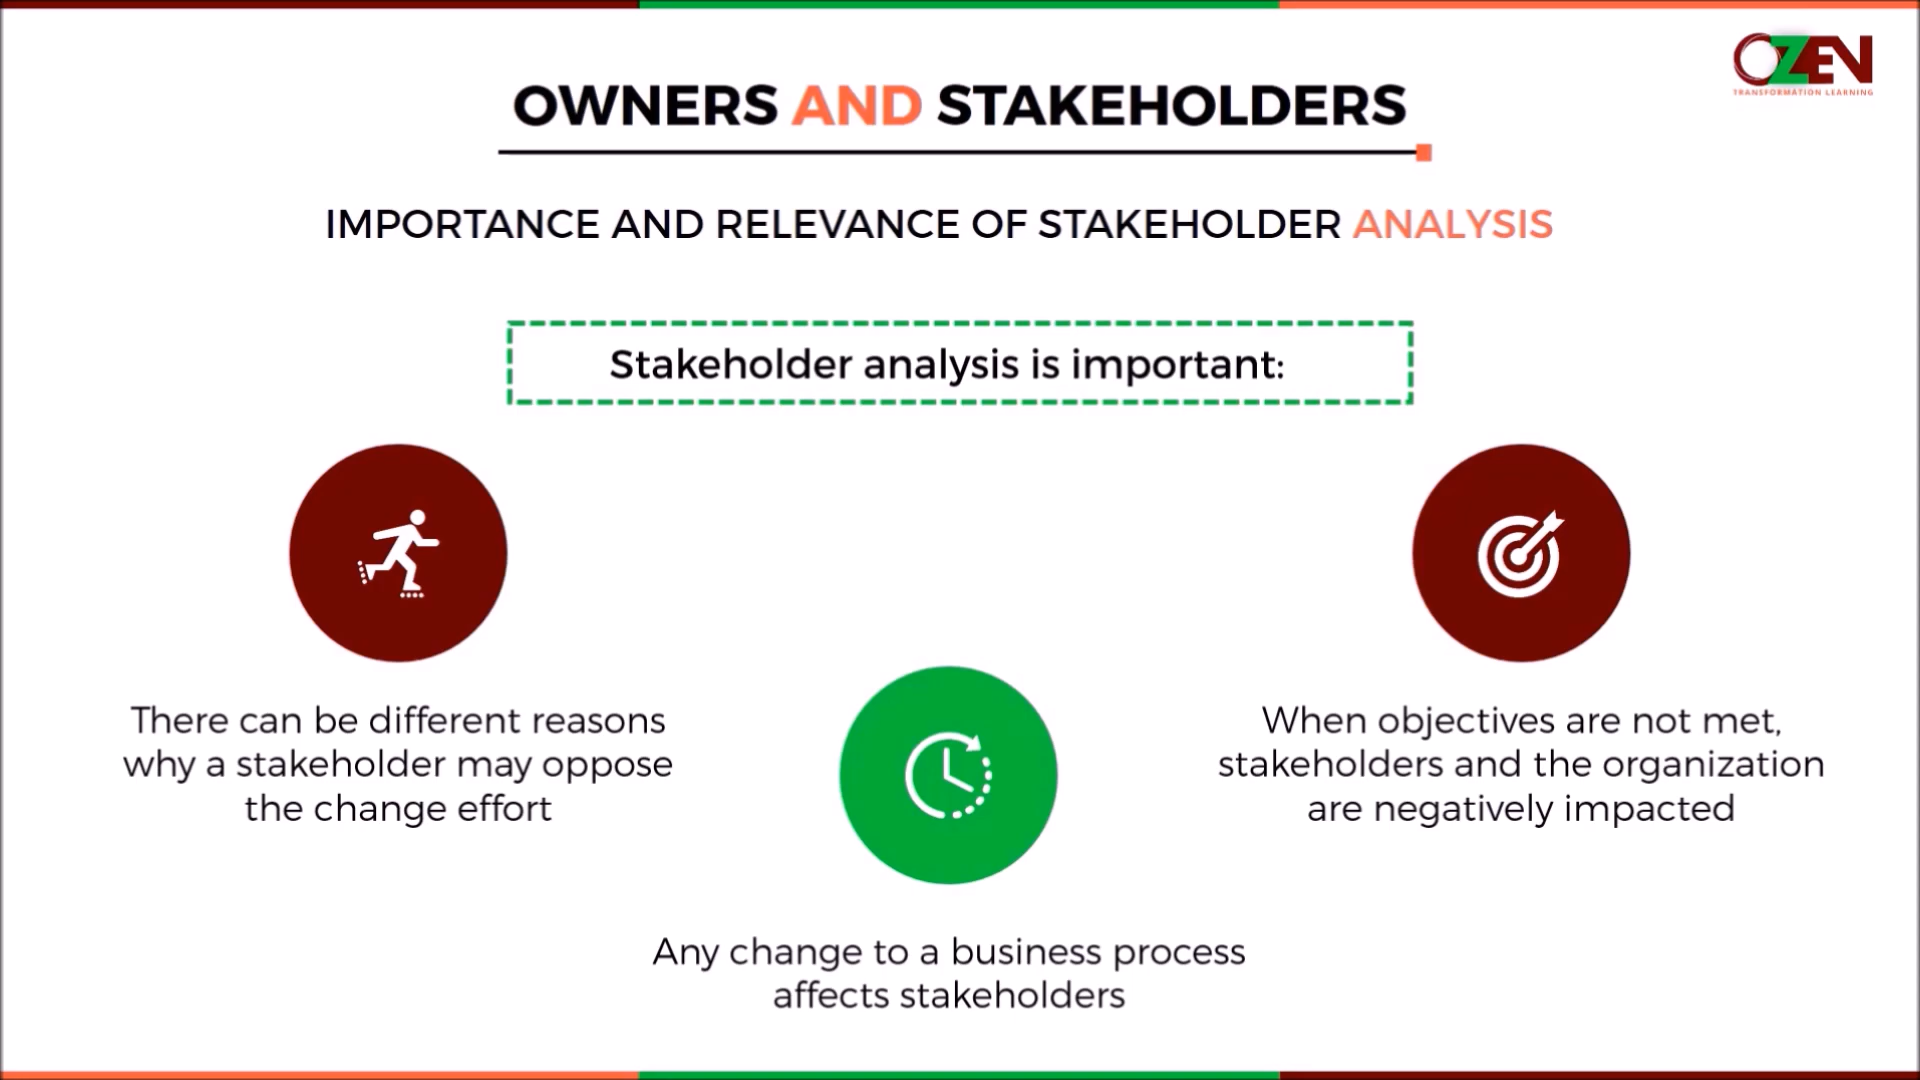 OZEN
TRANSFORMATION LEARNING
OWNERS AND STAKEHOLDERS
IMPORTANCE AND RELEVANCE OF STAKEHOLDER ANALYSIS
Stakeholder analysis is important:
There can be different reasons
why a stakeholder may oppose
the change effort
Any change to a business process
affects stakeholders
When objectives are not met,
stakeholders and the organization
are negatively impacted